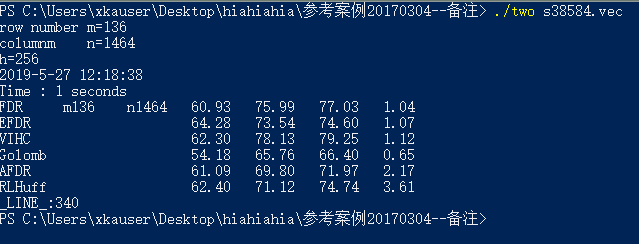 PS C:\Users\xkauser\Desktop\hiahiahia\参考案例20170304--备注> ./two s38584.vec
row number m=136
columnm    n=1464
h=256
2019-5-27 12:18:38
Time : 1 seconds
FDR     m136    n1464   60.93   75.99   77.03   1.04
EFDR                    64.28   73.54   74.60   1.07
VIHC                    62.30   78.13   79.25   1.12
Golomb                  54.18   65.76   66.40   0.65
AFDR                    61.09   69.80   71.97   2.17
RLHuff                  62.40   71.12   74.74   3.61
_LINE_:340
PS C:\Users\xkauser\Desktop\hiahiahia\参考案例20170304--备注>